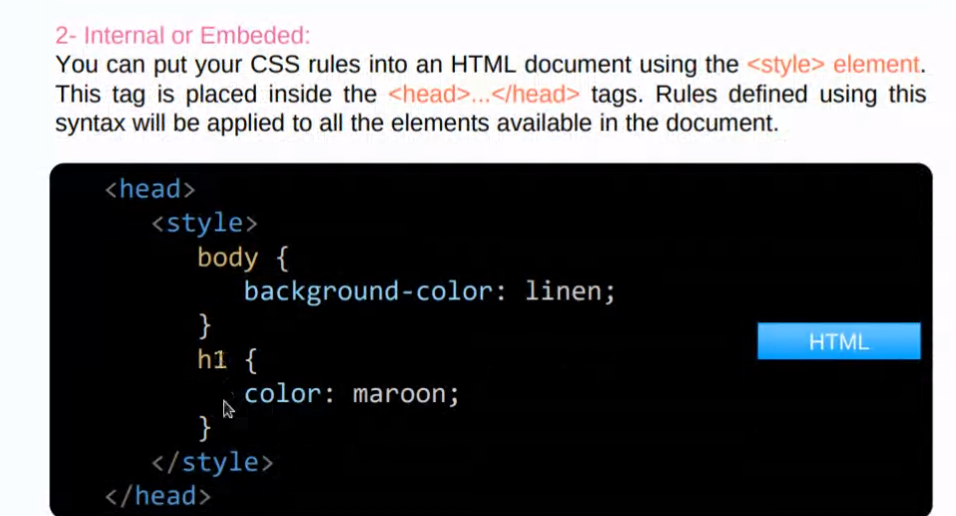 2- Internal or Embeded:
You can put your CSS rules into an HTML document using the <style> element.
This tag is placed inside the <head>...</head> tags. Rules defined using this
syntax will be applied to all the elements available in the document.
<head>
<style>
body {
background-color: linen;
}
h1 {
color: maroon;
}
</style>
</head>
HTML